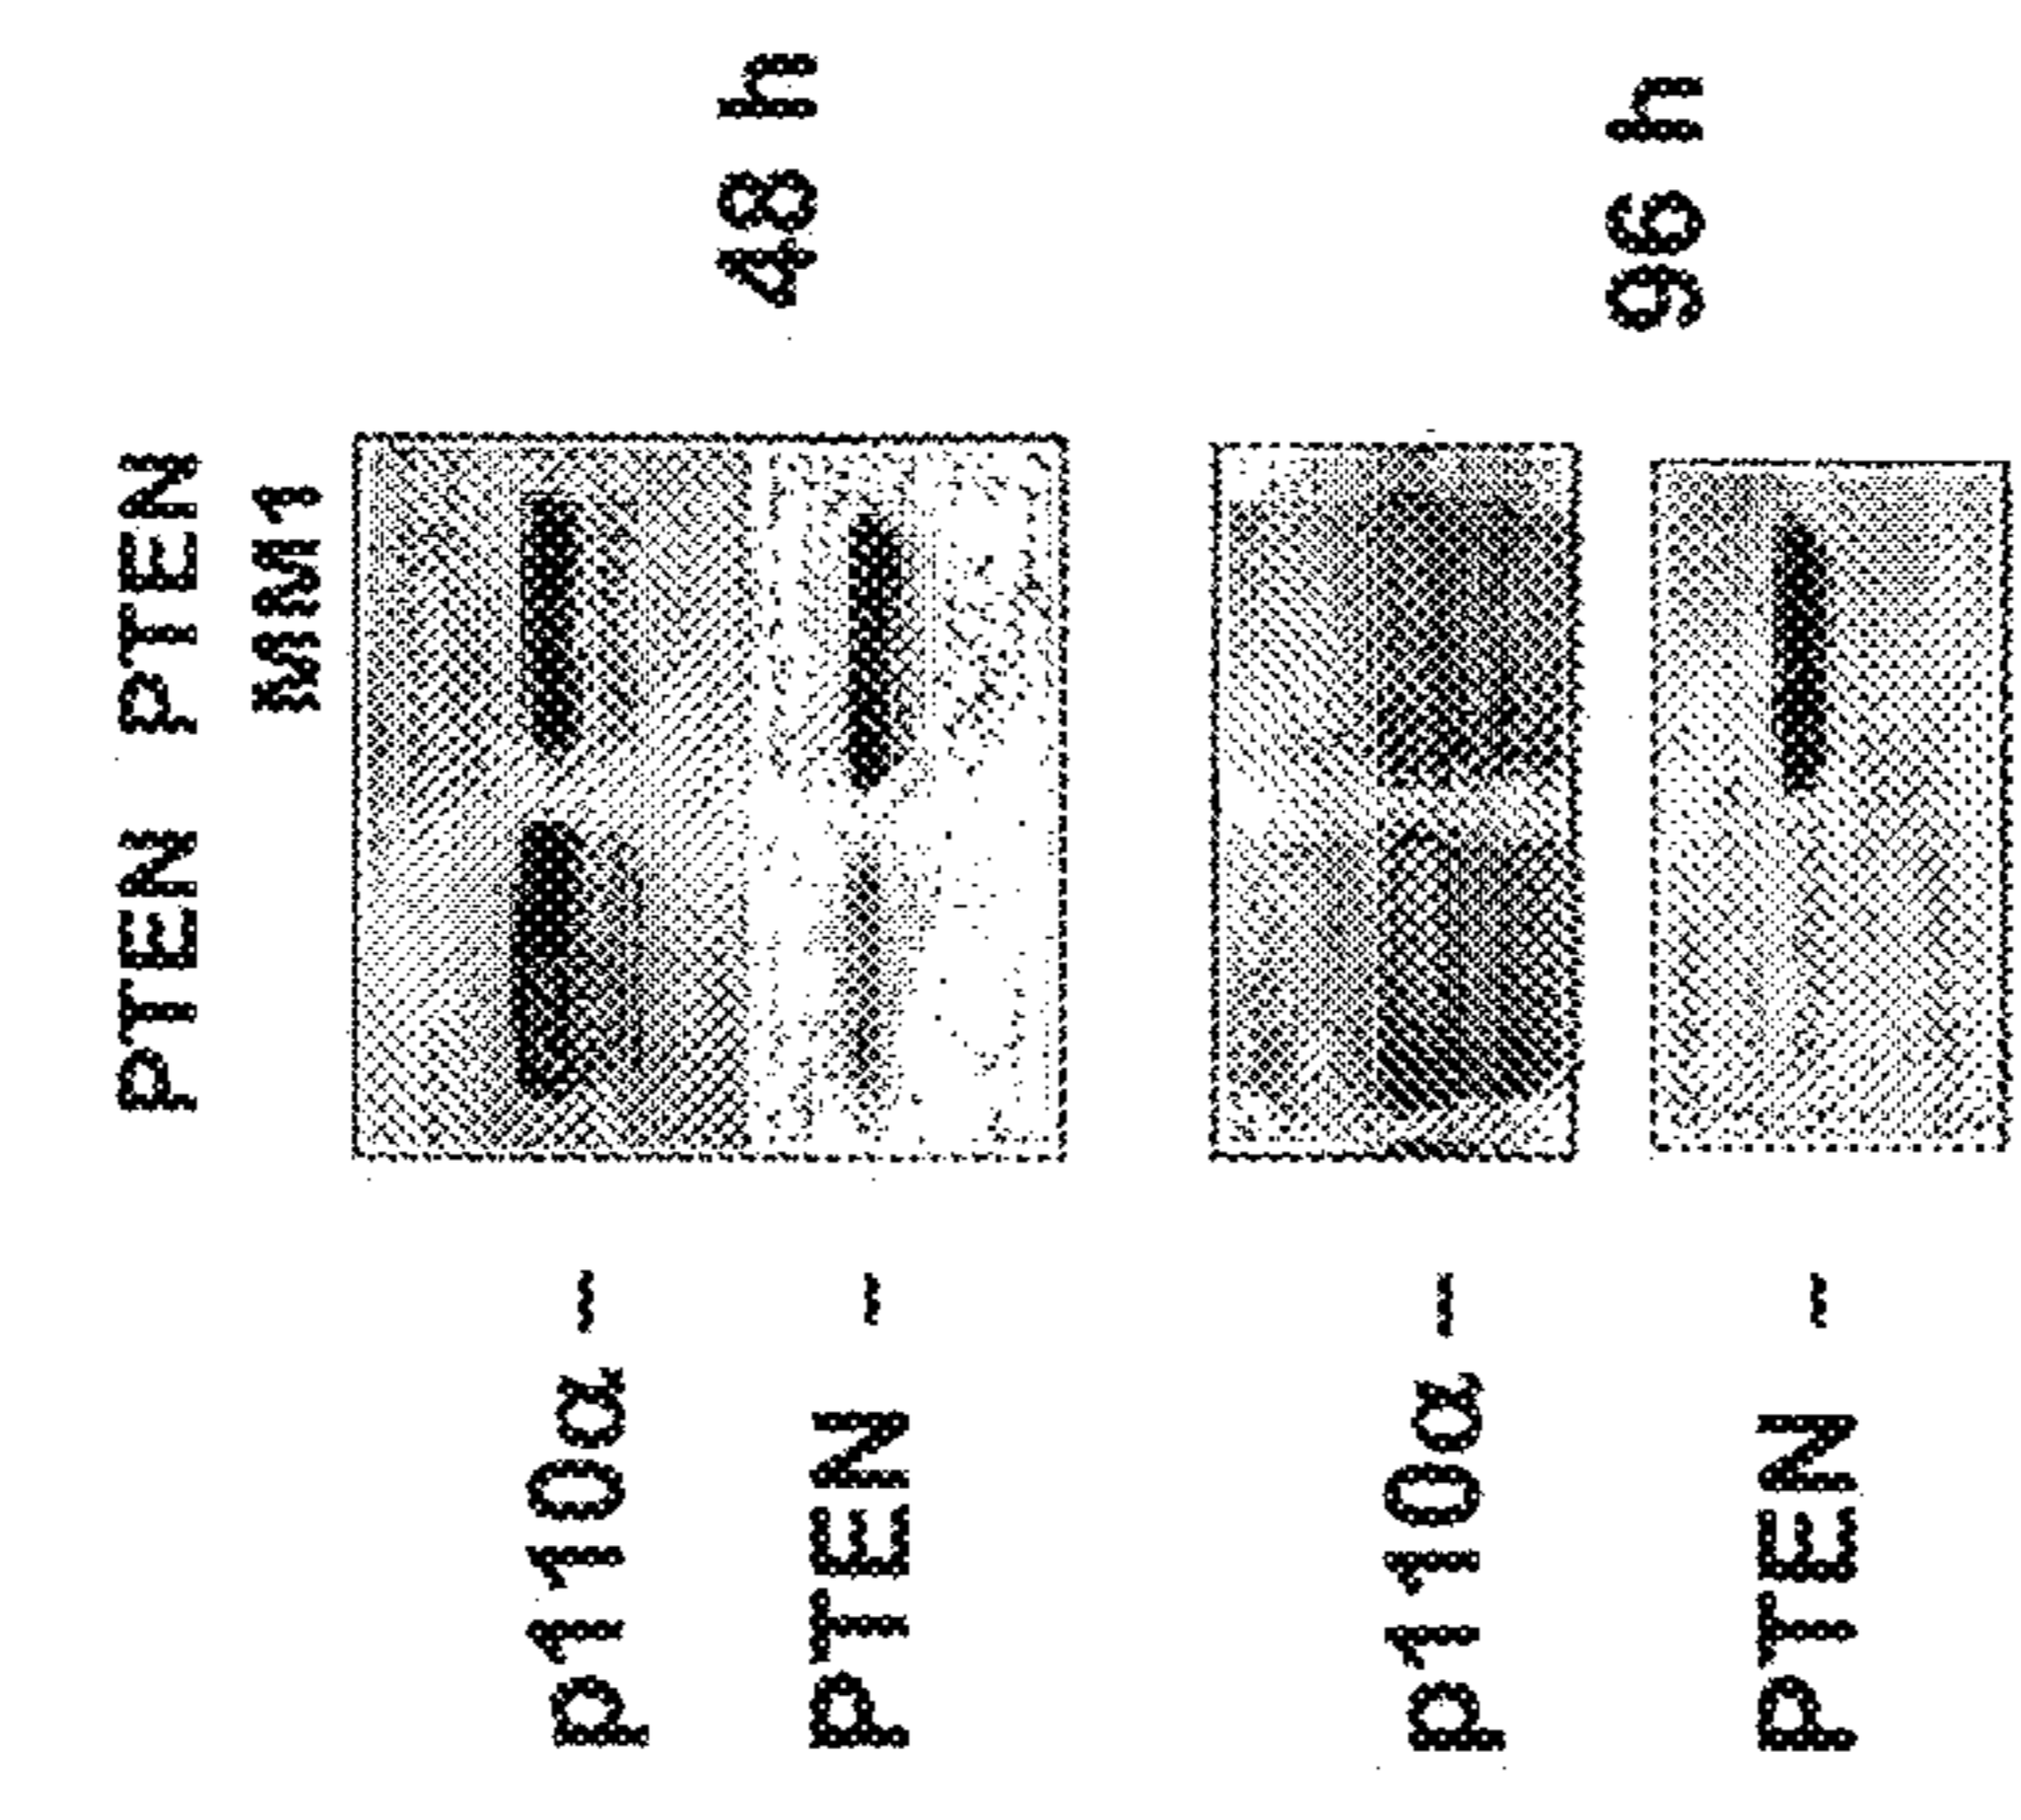 PTEN PTEN
MM1
p110α - 48 h
PTEN -
p110α - 96 h
PTEN -